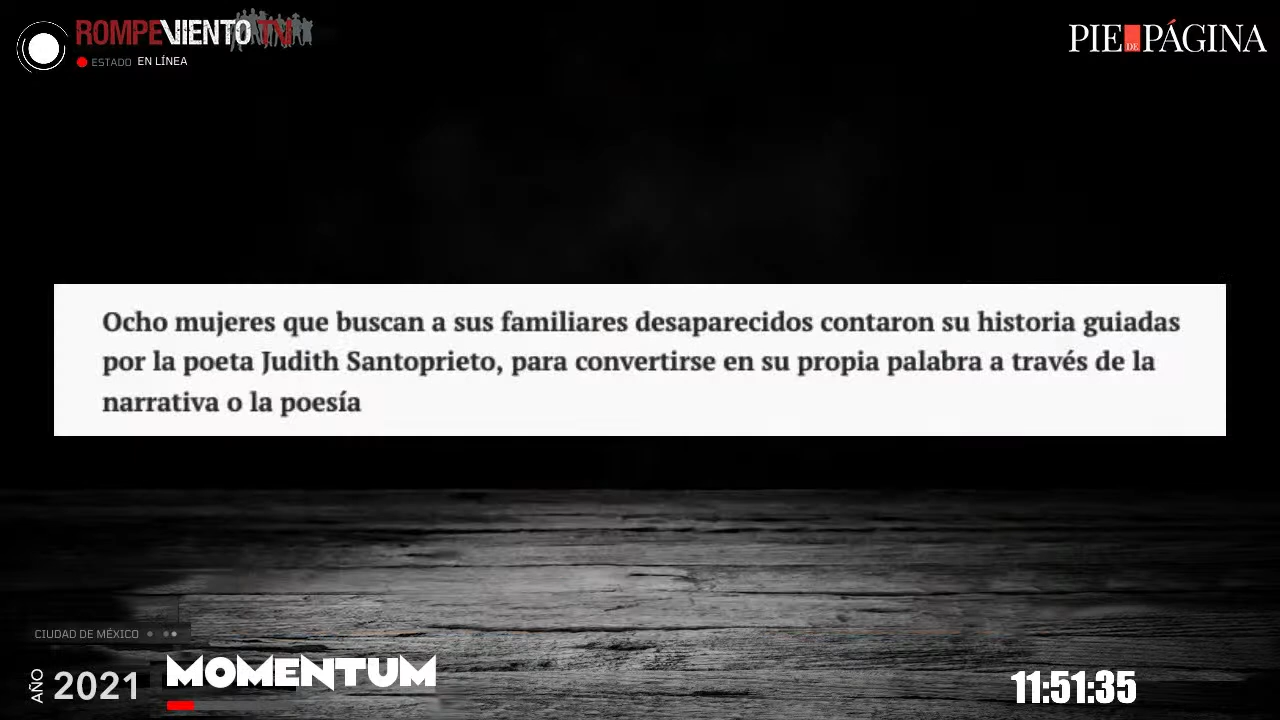 ROMPEVIENTO TV
ESTADO EN LÍNEA
PIE DE PÁGINA
Ocho mujeres que buscan a sus familiares desaparecidos contaron su historia guiadas
por la poeta Judith Santoprieto, para convertirse en su propia palabra a través de la
narrativa o la poesía
CIUDAD DE MÉXICO
AÑO 2021
MOMENTUM
11:51:35